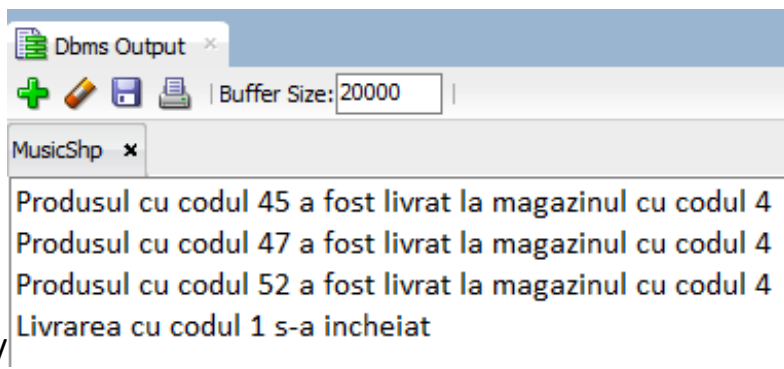 Dbms Output
Buffer Size: 20000
MusicShp
Produsul cu codul 45 a fost livrat la magazinul cu codul 4
Produsul cu codul 47 a fost livrat la magazinul cu codul 4
Produsul cu codul 52 a fost livrat la magazinul cu codul 4
Livrarea cu codul 1 s-a incheiat
/